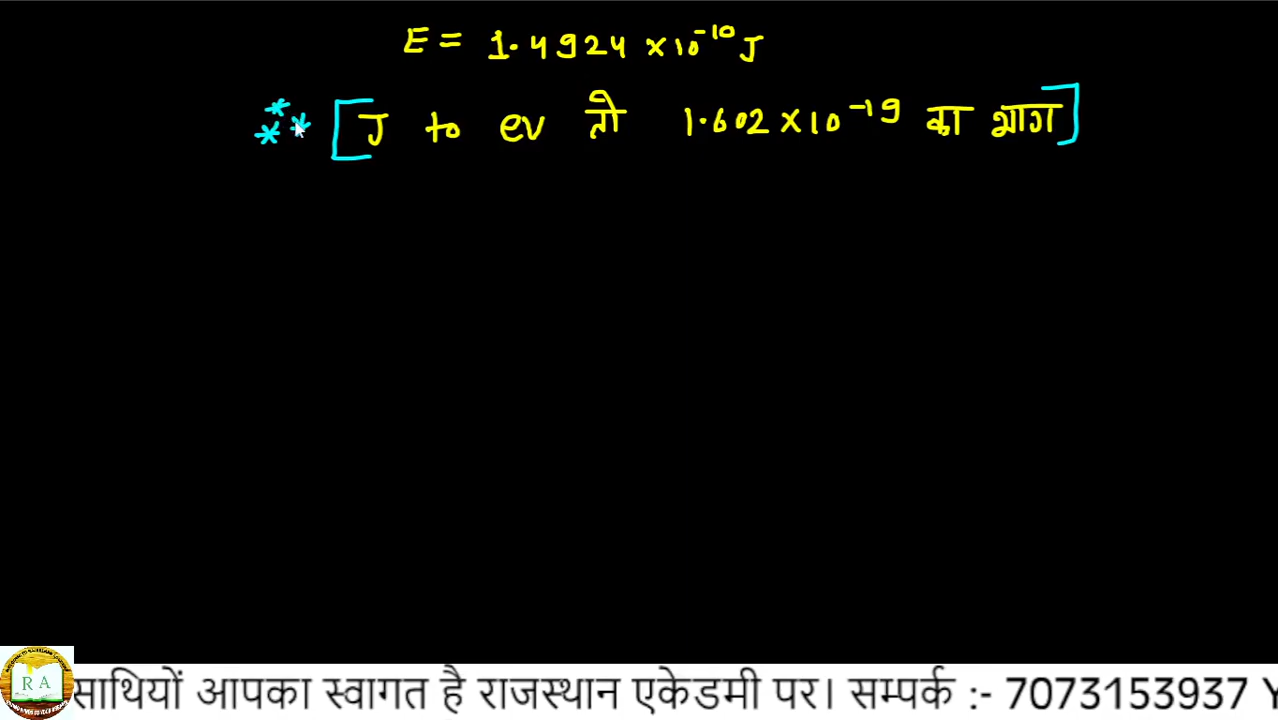 E = 1.4924 ×10⁻¹⁰ J
** * [ J to ev तो 1.602 × 10⁻¹⁹ का भाग ]
R A
साथियों आपका स्वागत है राजस्थान एकेडमी पर। सम्पर्क :- 7073153937 Y